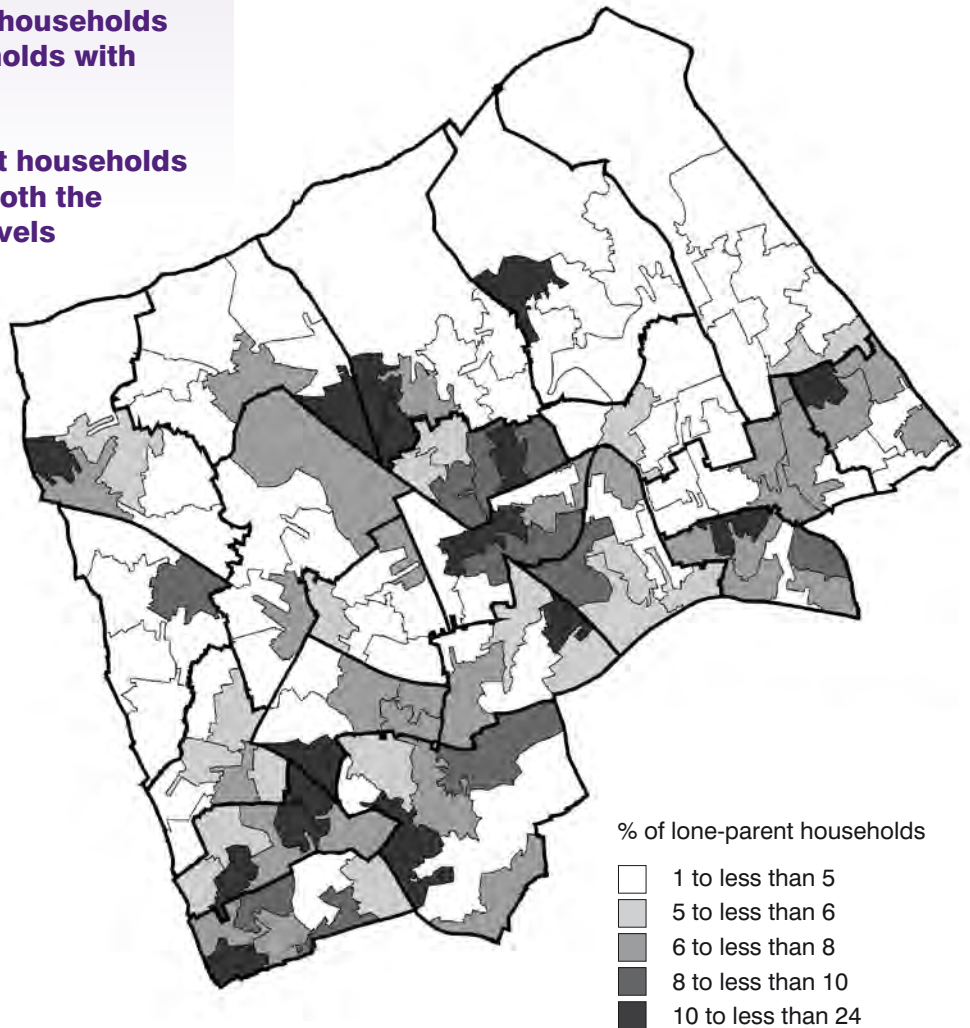 households
holds with
t households
oth the
vels
% of lone-parent households
1 to less than 5
5 to less than 6
6 to less than 8
8 to less than 10
10 to less than 24